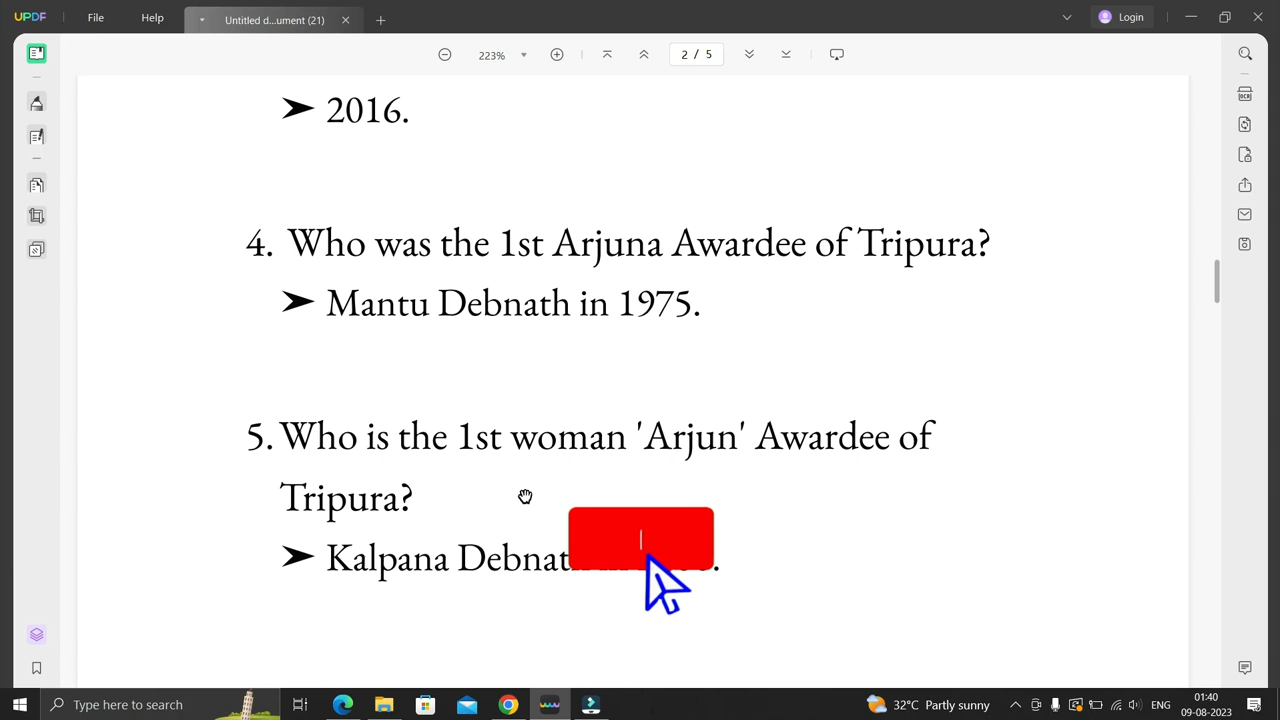 UPDF
File
Help
Untitled d...ument (21)
Login
223%
2 / 5
➤ 2016.
4. Who was the 1st Arjuna Awardee of Tripura?
➤ Mantu Debnath in 1975.
5. Who is the 1st woman 'Arjun' Awardee of
Tripura?
➤ Kalpana Debnath
OCR
Type here to search
32°C Partly sunny
ENG
01:40
09-08-2023